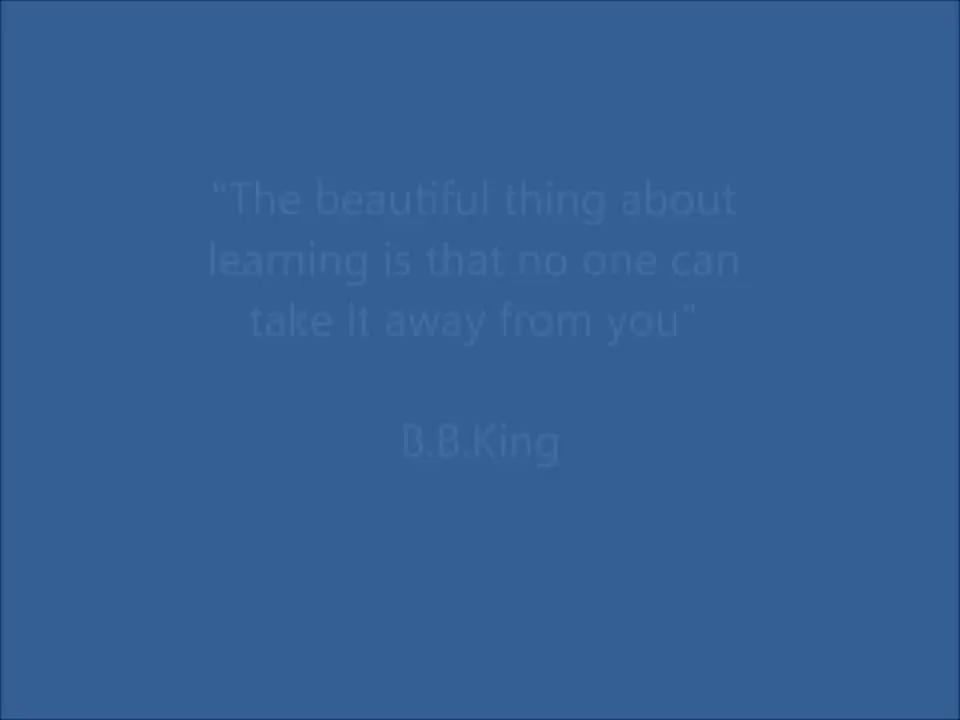 "The beautiful thing about
learning is that no one can
take It away from you"
B.B.King